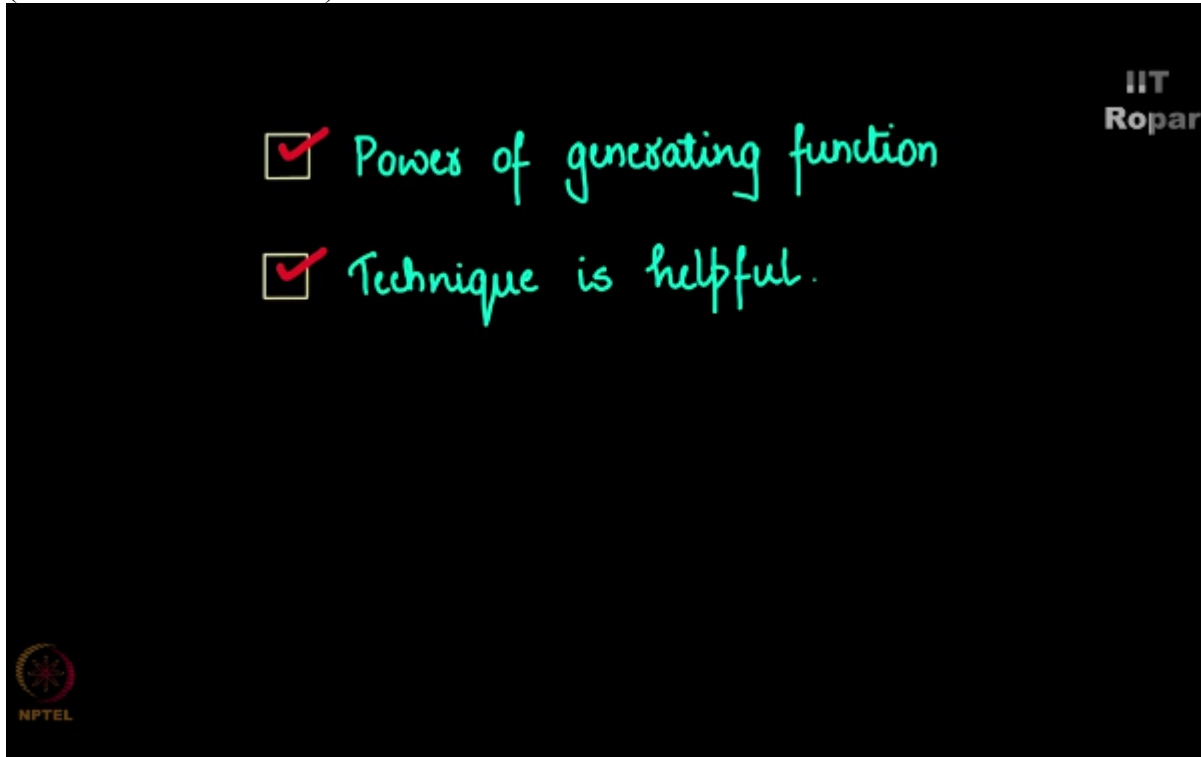 IIT
Ropar
Power of generating function
Technique is helpful.
NPTEL